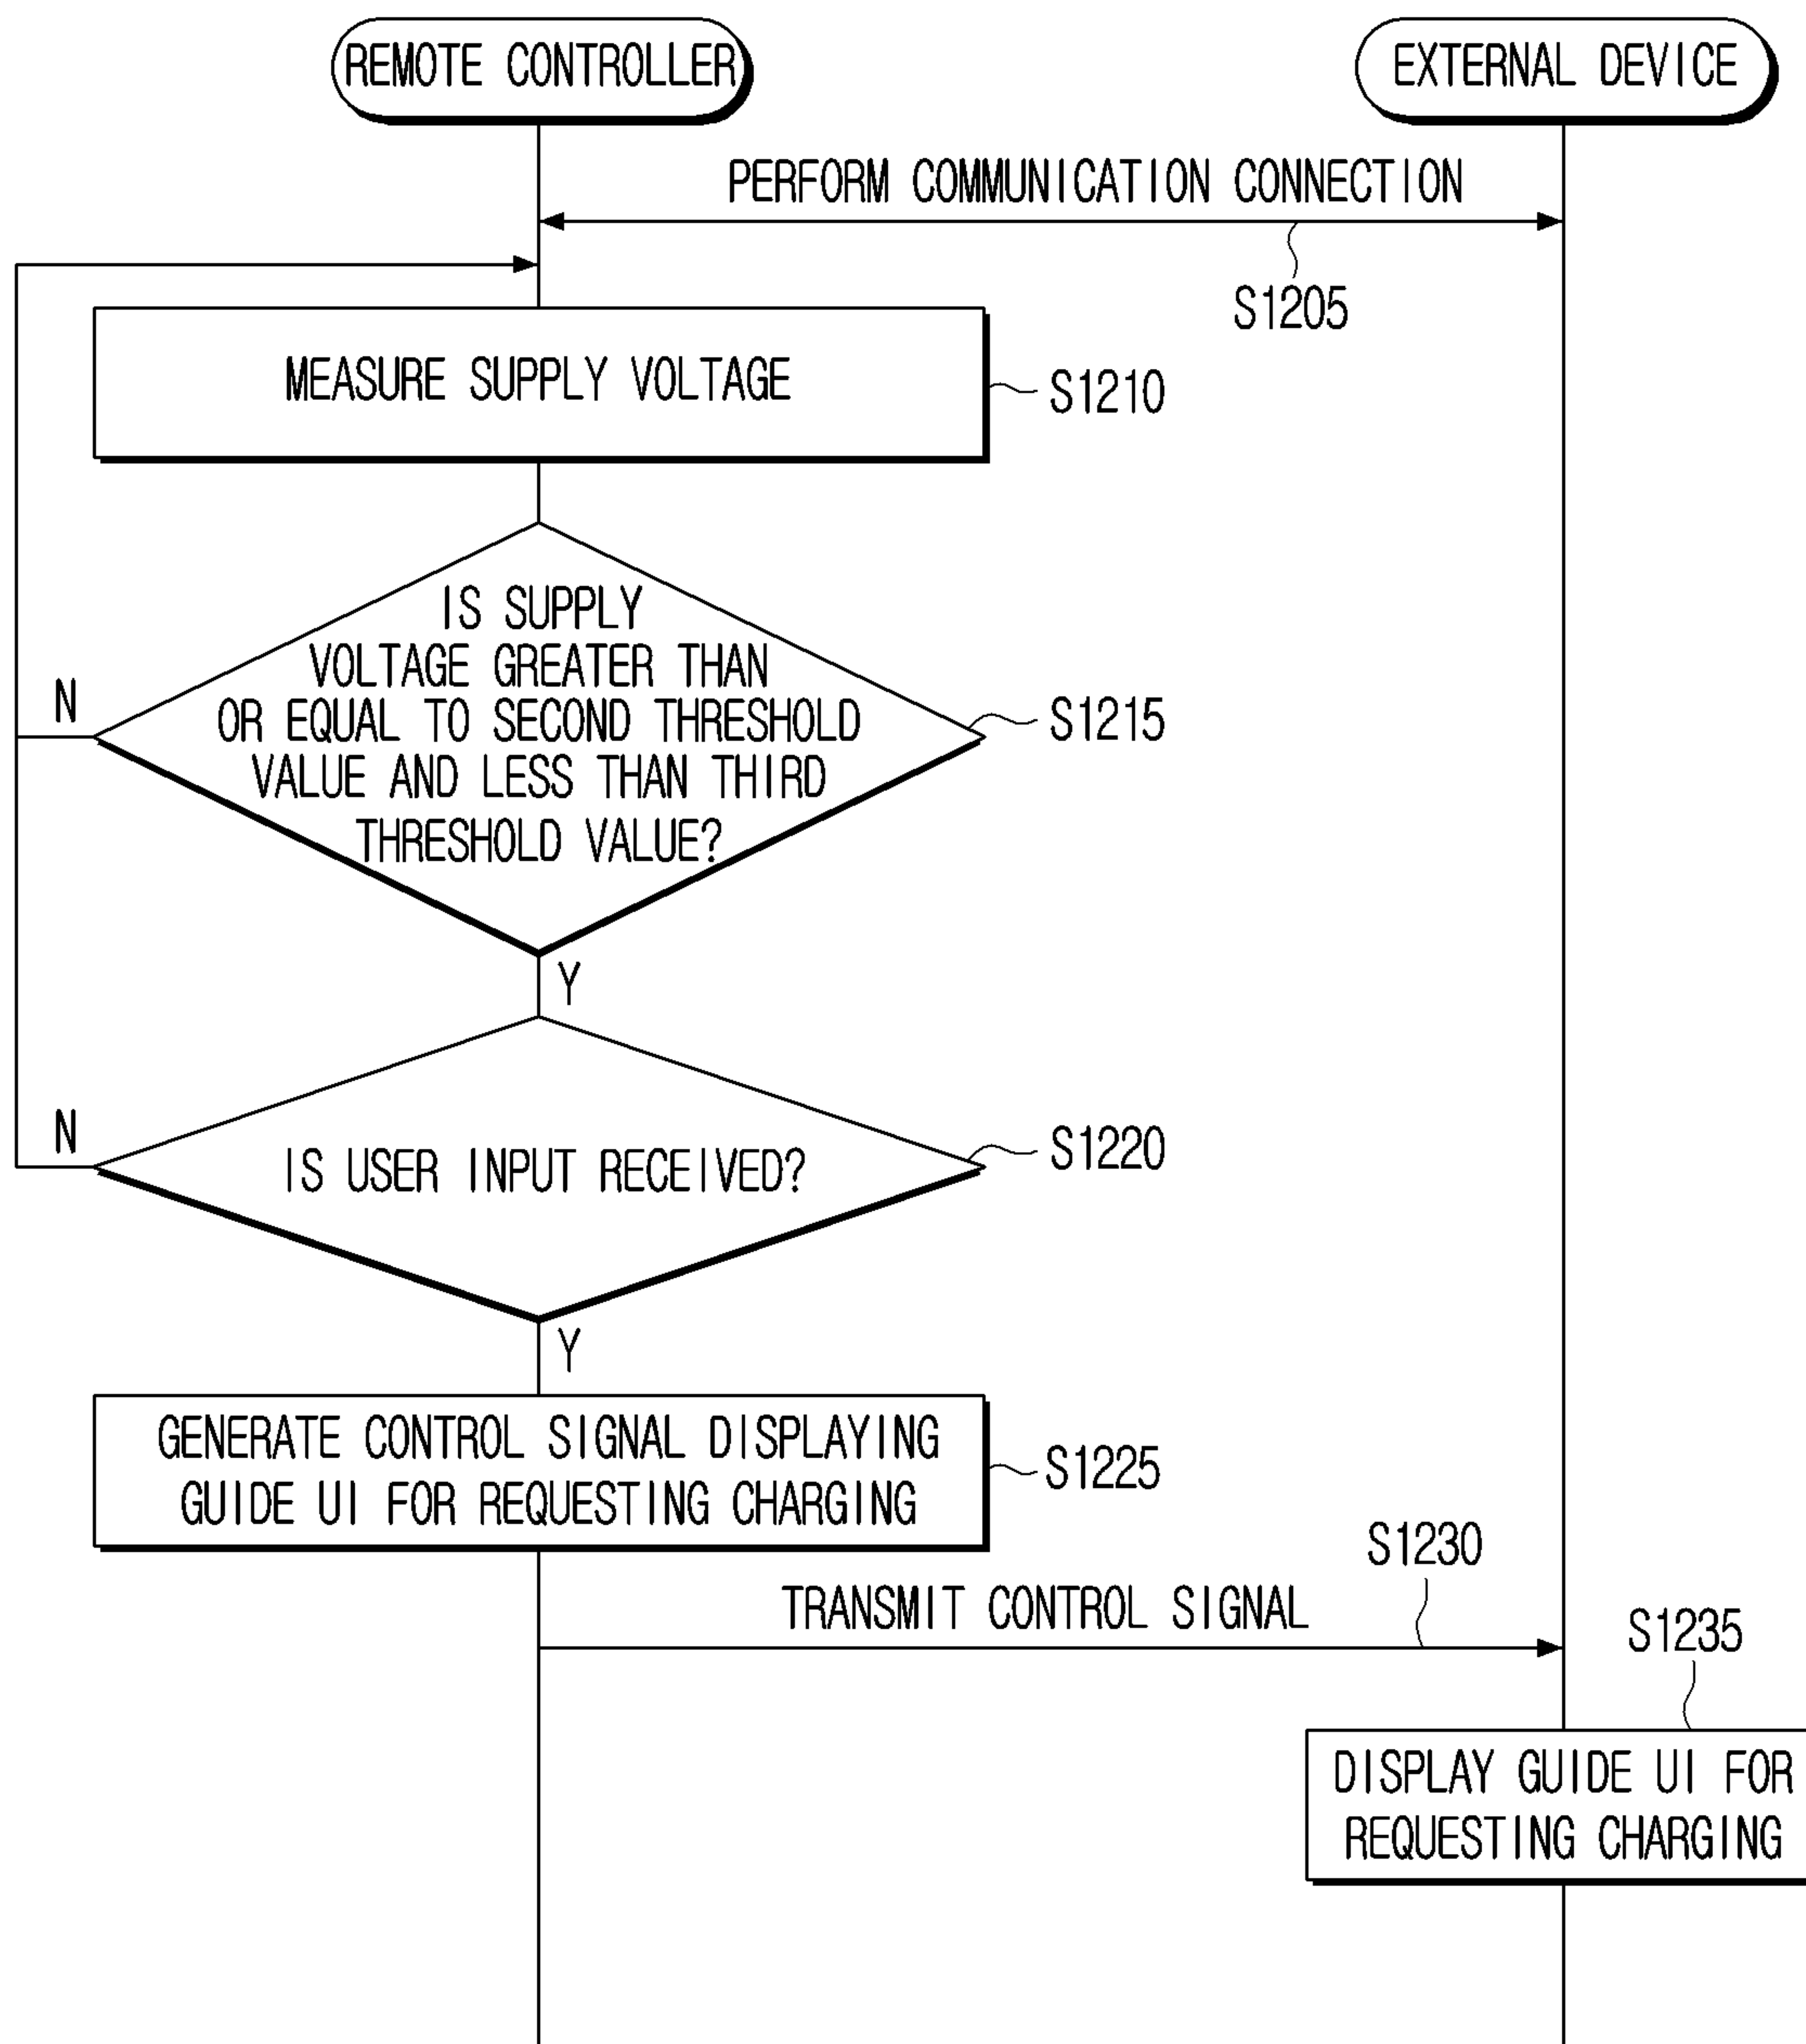 REMOTE CONTROLLER
EXTERNAL DEVICE
PERFORM COMMUNICATION CONNECTION
S1205
MEASURE SUPPLY VOLTAGE
S1210
IS SUPPLY
VOLTAGE GREATER THAN
OR EQUAL TO SECOND THRESHOLD
VALUE AND LESS THAN THIRD
THRESHOLD VALUE?
N
S1215
Y
IS USER INPUT RECEIVED?
N
S1220
Y
GENERATE CONTROL SIGNAL DISPLAYING
GUIDE UI FOR REQUESTING CHARGING
S1225
TRANSMIT CONTROL SIGNAL
S1230
S1235
DISPLAY GUIDE UI FOR
REQUESTING CHARGING